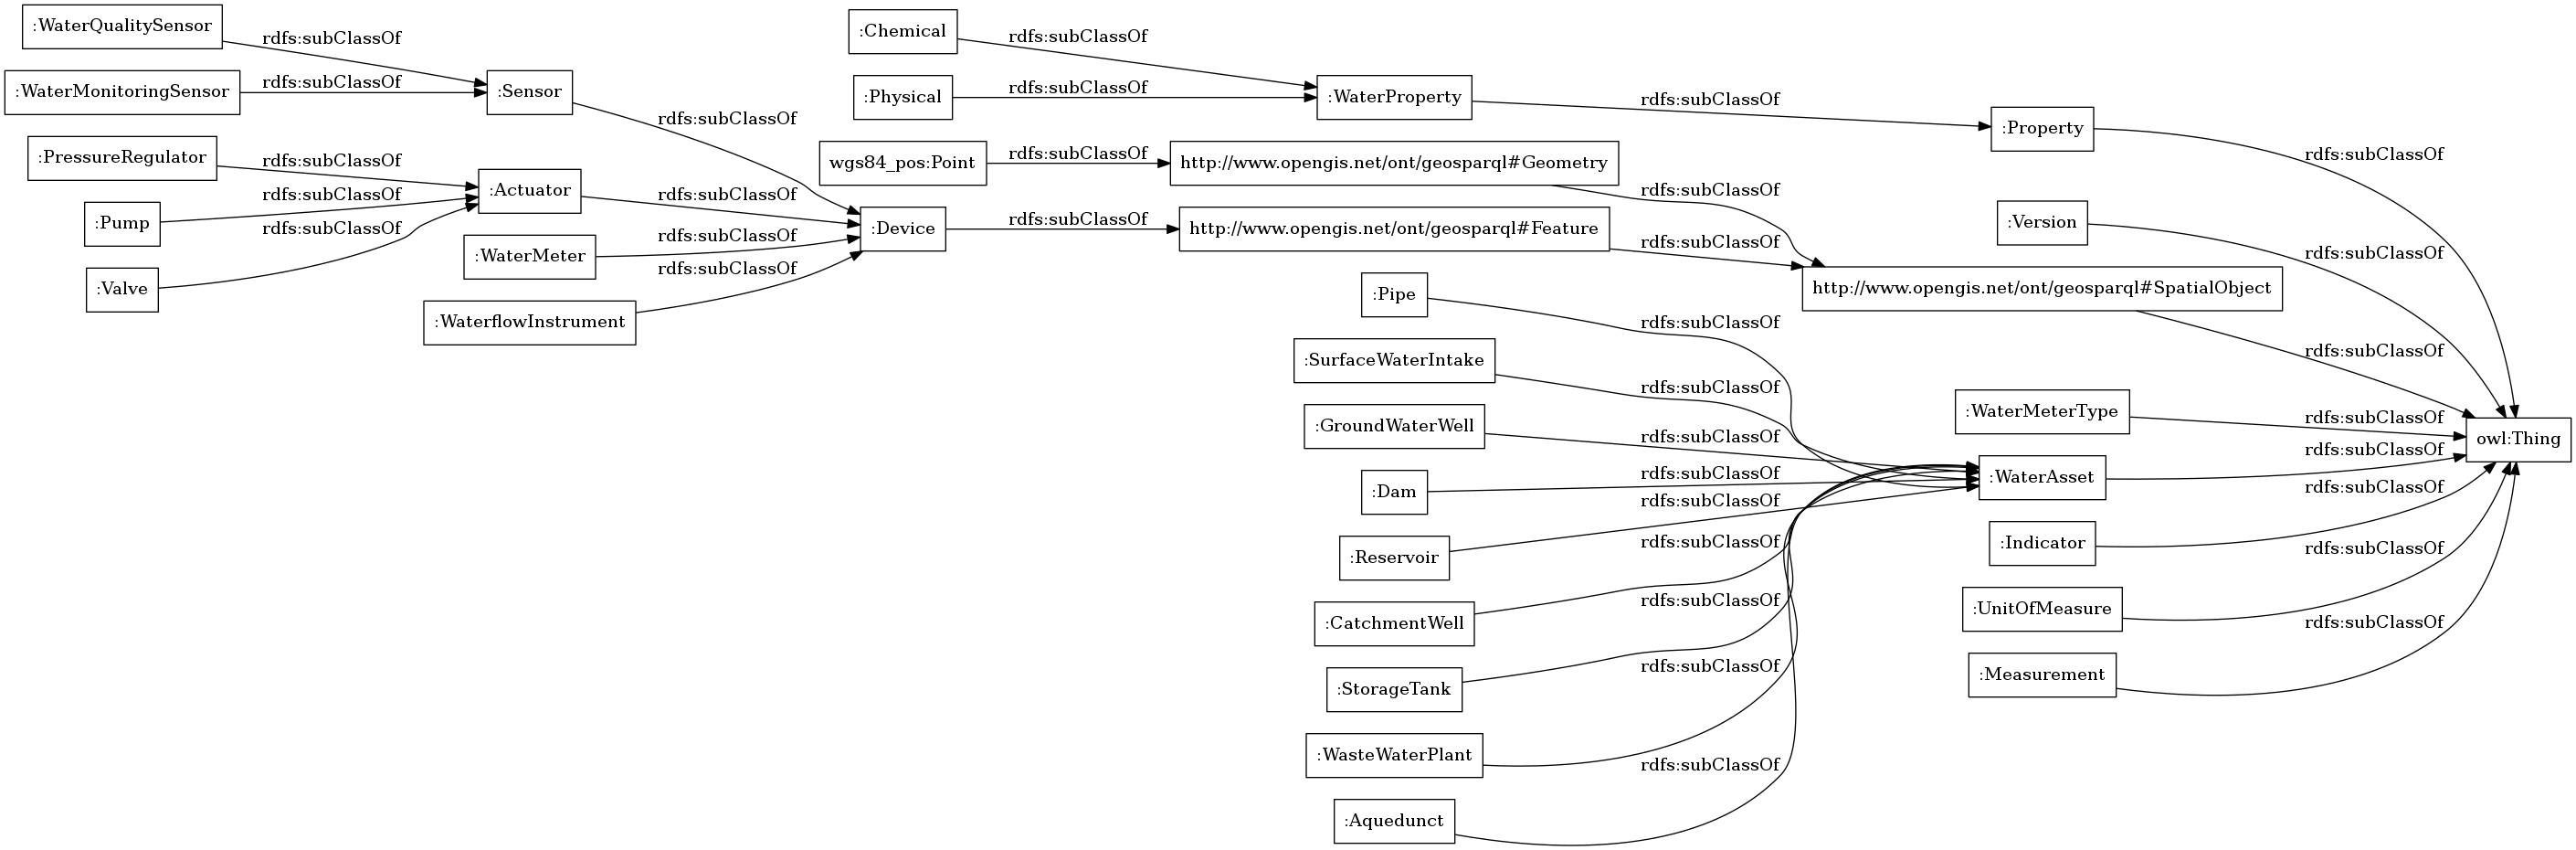 :WaterQualitySensor
rdfs:subClassOf
:WaterMonitoringSensor
rdfs:subClassOf
:Sensor
rdfs:subClassOf
:PressureRegulator
rdfs:subClassOf
:Pump
rdfs:subClassOf
:Valve
rdfs:subClassOf
:Actuator
rdfs:subClassOf
:WaterMeter
rdfs:subClassOf
:WaterflowInstrument
rdfs:subClassOf
:Device
rdfs:subClassOf
:Chemical
rdfs:subClassOf
:Physical
rdfs:subClassOf
:WaterProperty
rdfs:subClassOf
:Property
rdfs:subClassOf
wgs84_pos:Point
rdfs:subClassOf
http://www.opengis.net/ont/geosparql#Geometry
rdfs:subClassOf
http://www.opengis.net/ont/geosparql#Feature
rdfs:subClassOf
:Version
rdfs:subClassOf
http://www.opengis.net/ont/geosparql#SpatialObject
rdfs:subClassOf
:Pipe
rdfs:subClassOf
:SurfaceWaterIntake
rdfs:subClassOf
:GroundWaterWell
rdfs:subClassOf
:Dam
rdfs:subClassOf
:Reservoir
rdfs:subClassOf
:CatchmentWell
rdfs:subClassOf
:StorageTank
rdfs:subClassOf
:WasteWaterPlant
rdfs:subClassOf
:Aquedunct
rdfs:subClassOf
:WaterMeterType
rdfs:subClassOf
:WaterAsset
rdfs:subClassOf
:Indicator
rdfs:subClassOf
:UnitOfMeasure
rdfs:subClassOf
:Measurement
rdfs:subClassOf
owl:Thing